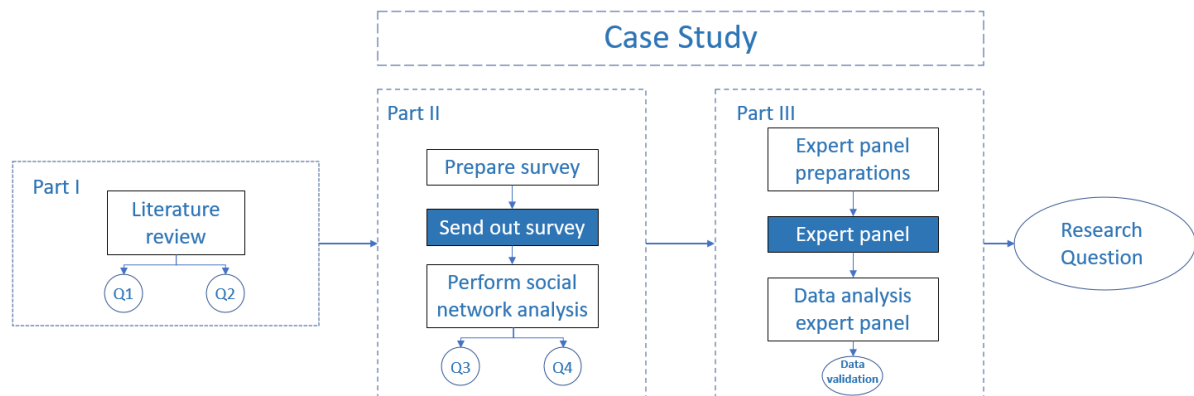 Case Study
Part I
Literature
review
Q1
Q2
Part II
Prepare survey
Send out survey
Perform social
network analysis
Q3
Q4
Part III
Expert panel
preparations
Expert panel
Data analysis
expert panel
Data
validation
Research
Question